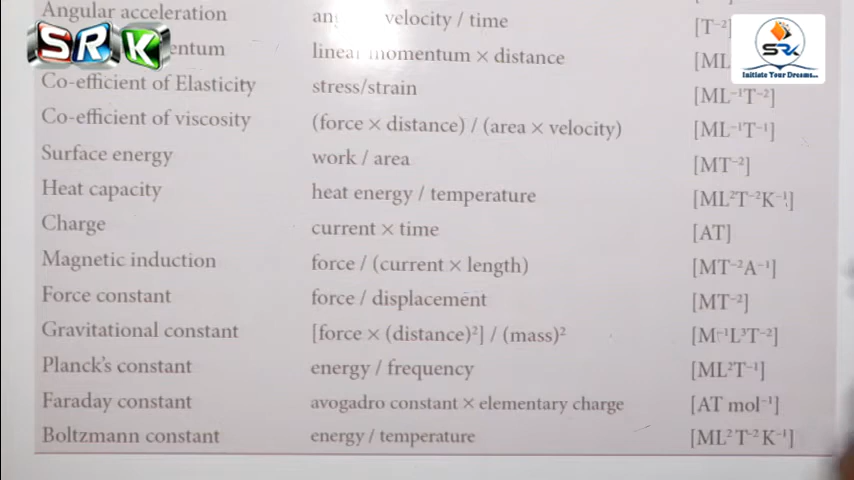 Angular acceleration velocity / time [T⁻²]
linear momentum × distance [ML
Co-efficient of Elasticity stress/strain [ML⁻¹T⁻²]
Co-efficient of viscosity (force × distance) / (area × velocity) [ML⁻¹T⁻¹]
Surface energy work / area [MT⁻²]
Heat capacity heat energy / temperature [ML²T⁻²K⁻¹]
Charge current × time [AT]
Magnetic induction force / (current × length) [MT⁻²A⁻¹]
Force constant force / displacement [MT⁻²]
Gravitational constant [force × (distance)²] / (mass)² [M⁻¹L³T⁻²]
Planck's constant energy / frequency [ML²T⁻¹]
Faraday constant avogadro constant × elementary charge [AT mol⁻¹]
Boltzmann constant energy / temperature [ML² T⁻² K⁻¹]
SRK
SRK
Initiate Your Dreams...